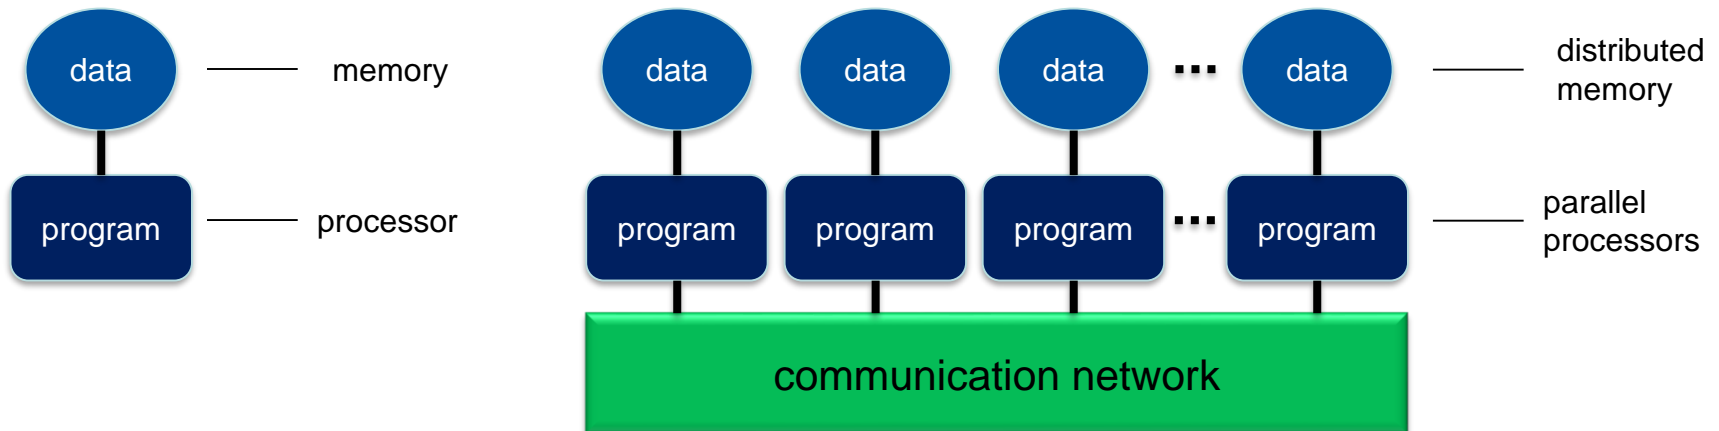 data
memory
program
processor
data data data ... data
distributed
memory
program program program ... program
parallel
processors
communication network